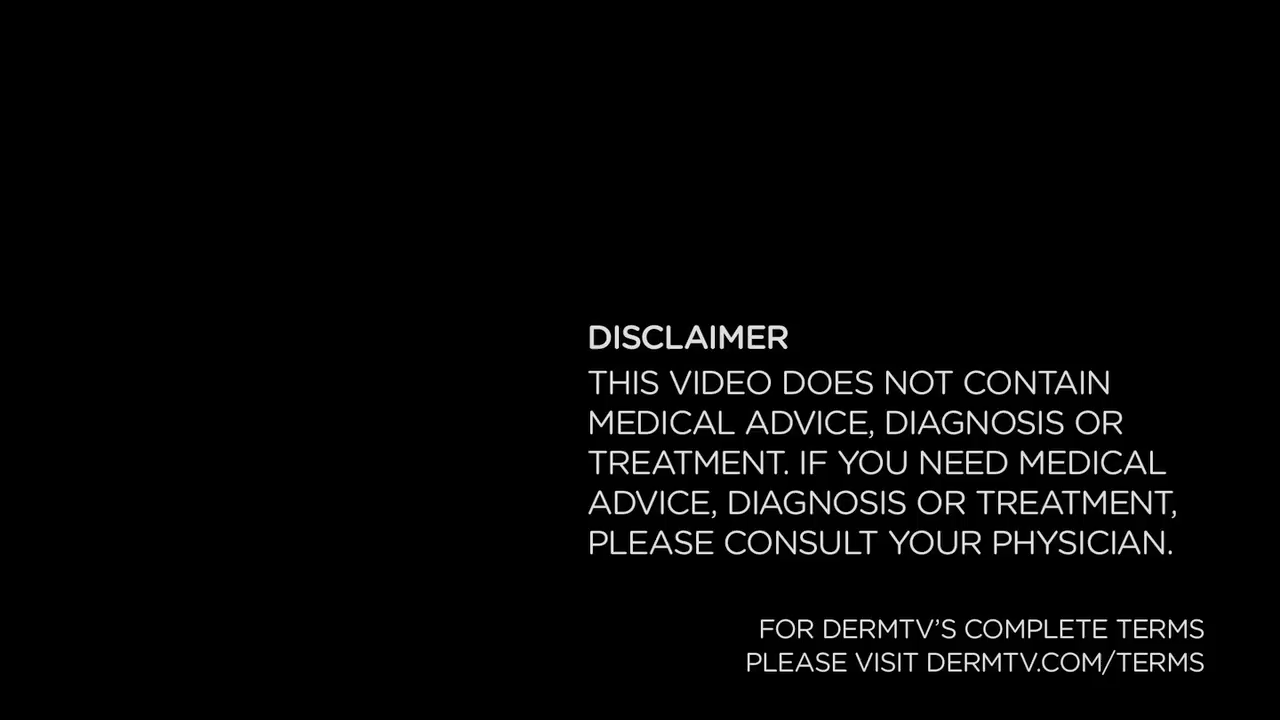 DISCLAIMER
THIS VIDEO DOES NOT CONTAIN
MEDICAL ADVICE, DIAGNOSIS OR
TREATMENT. IF YOU NEED MEDICAL
ADVICE, DIAGNOSIS OR TREATMENT,
PLEASE CONSULT YOUR PHYSICIAN.
FOR DERMTV’S COMPLETE TERMS
PLEASE VISIT DERMTV.COM/TERMS